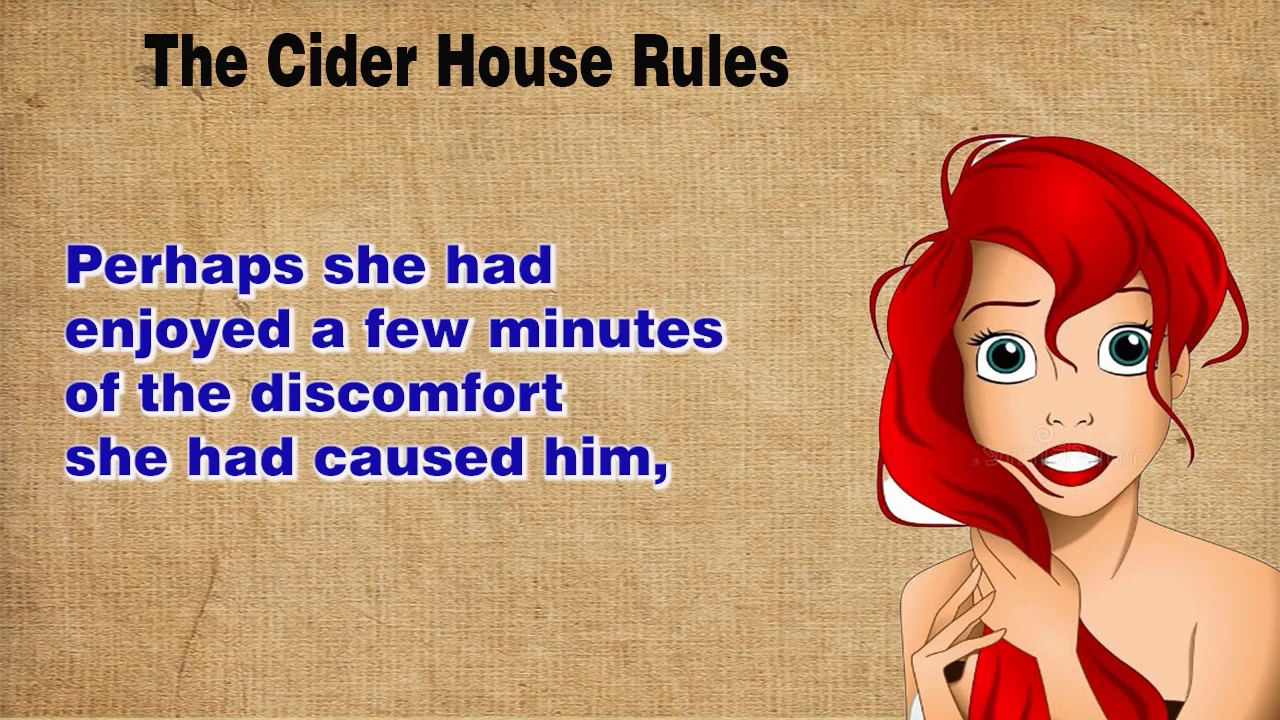 The Cider House Rules
Perhaps she had
enjoyed a few minutes
of the discomfort
she had caused him,